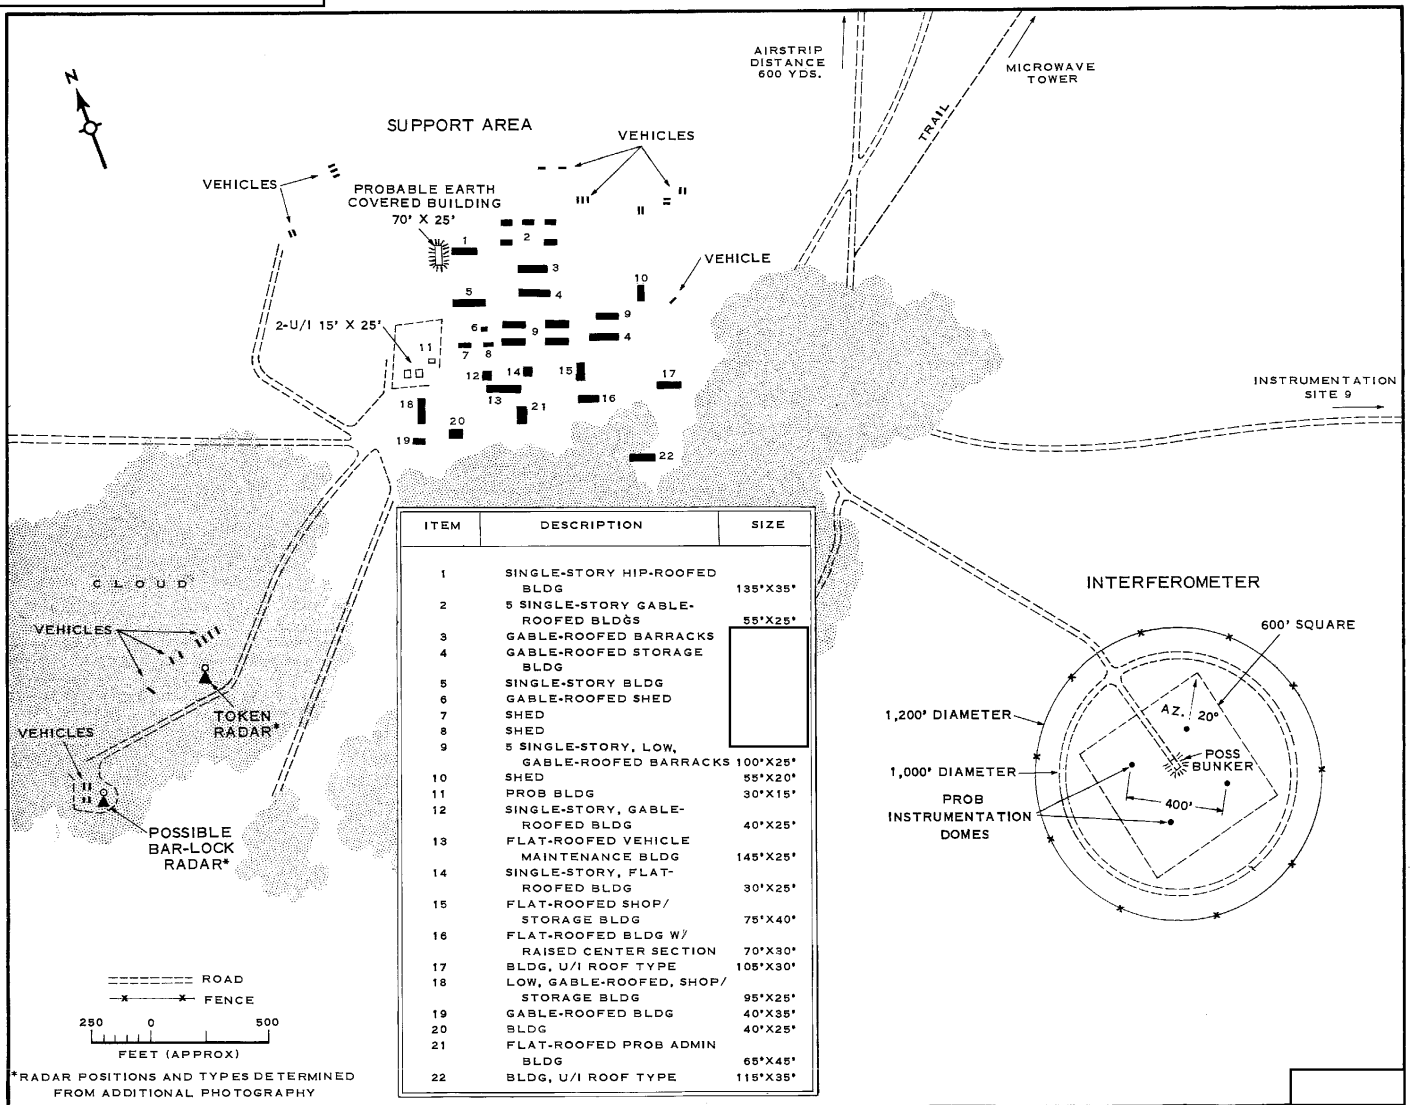 N
SUPPORT AREA
AIRSTRIP
DISTANCE
600 YDS.
MICROWAVE
TOWER
TRAIL
VEHICLES
VEHICLES
PROBABLE EARTH
COVERED BUILDING
70' X 25'
1
2
3
VEHICLE
10
5
4
2-U/I 15' X 25'
6
9
9
4
11
7
8
12
14
15
17
13
16
18
21
20
19
22
INSTRUMENTATION
SITE 9
CLOUD
VEHICLES
TOKEN
RADAR*
VEHICLES
POSSIBLE
BAR-LOCK
RADAR*
ITEM DESCRIPTION SIZE
1 SINGLE-STORY HIP-ROOFED
BLDG 135'X35'
2 5 SINGLE-STORY GABLE-
ROOFED BLDGS 55'X25'
3 GABLE-ROOFED BARRACKS
4 GABLE-ROOFED STORAGE
BLDG
5 SINGLE-STORY BLDG
6 GABLE-ROOFED SHED
7 SHED
8 SHED
9 5 SINGLE-STORY, LOW,
GABLE-ROOFED BARRACKS 100'X25'
10 SHED 55'X20'
11 PROB BLDG 30'X15'
12 SINGLE-STORY, GABLE-
ROOFED BLDG 40'X25'
13 FLAT-ROOFED VEHICLE
MAINTENANCE BLDG 145'X25'
14 SINGLE-STORY, FLAT-
ROOFED BLDG 30'X25'
15 FLAT-ROOFED SHOP/
STORAGE BLDG 75'X40'
16 FLAT-ROOFED BLDG W/
RAISED CENTER SECTION 70'X30'
17 BLDG, U/I ROOF TYPE 105'X30'
18 LOW, GABLE-ROOFED, SHOP/
STORAGE BLDG 95'X25'
19 GABLE-ROOFED BLDG 40'X35'
20 BLDG 40'X25'
21 FLAT-ROOFED PROB ADMIN
BLDG 65'X45'
22 BLDG, U/I ROOF TYPE 115'X35'
INTERFEROMETER
600' SQUARE
1,200' DIAMETER
AZ. 20°
POSS
BUNKER
1,000' DIAMETER
400'
PROB
INSTRUMENTATION
DOMES
ROAD
FENCE
250 0 500
FEET (APPROX)
*RADAR POSITIONS AND TYPES DETERMINED
FROM ADDITIONAL PHOTOGRAPHY